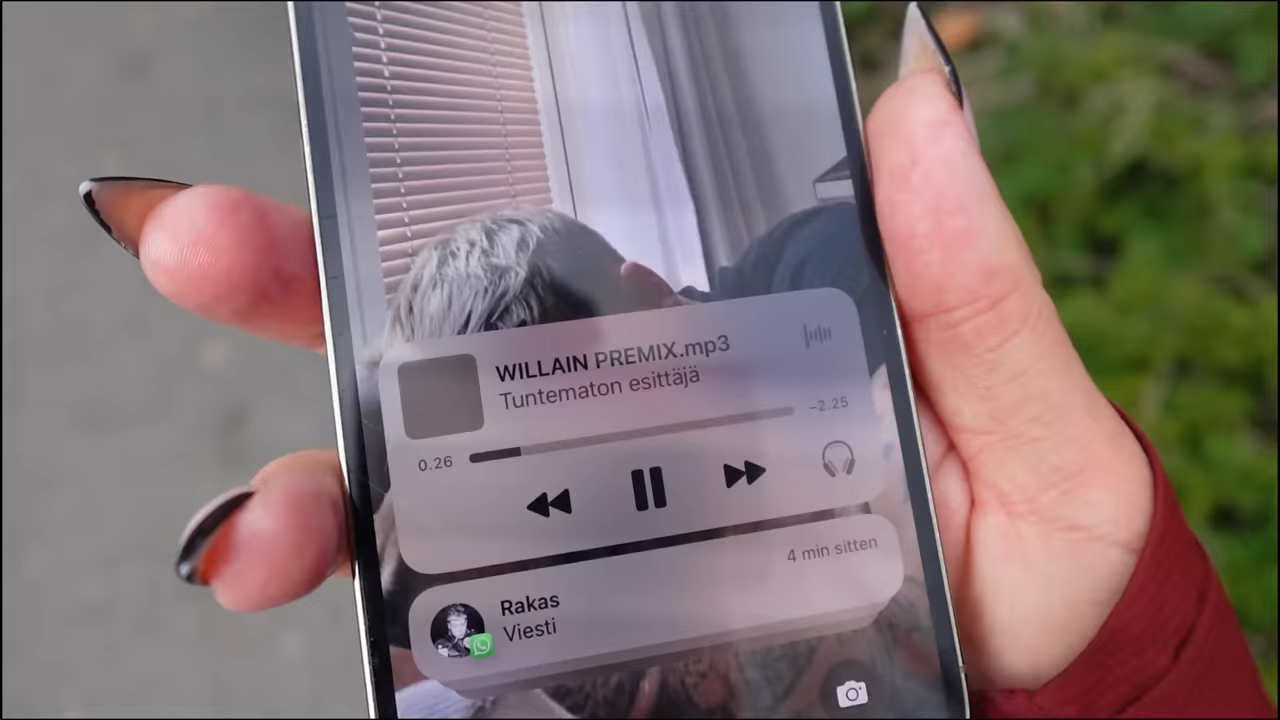 WILLAIN PREMIX.mp3
Tuntematon esittäjä
0.26
-2.25
4 min sitten
Rakas
Viesti